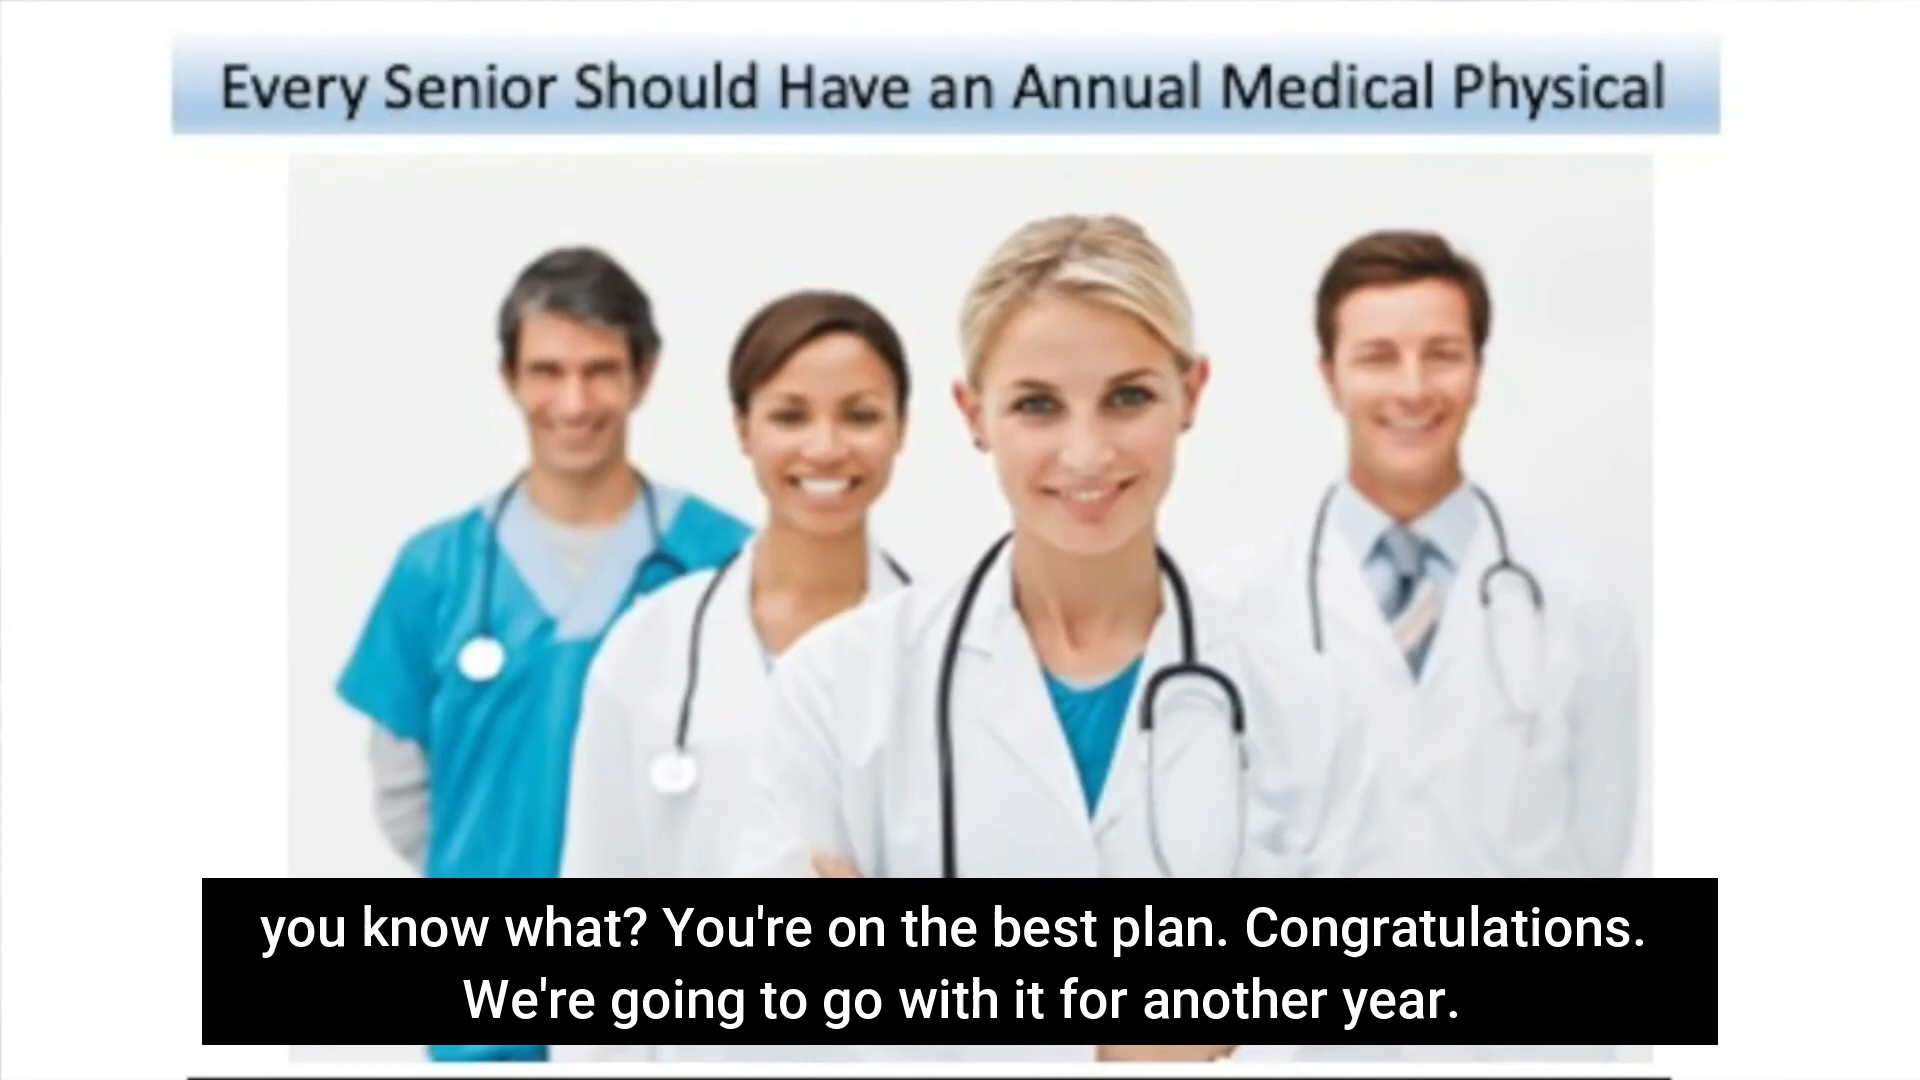 Every Senior Should Have an Annual Medical Physical
you know what? You're on the best plan. Congratulations.
We're going to go with it for another year.